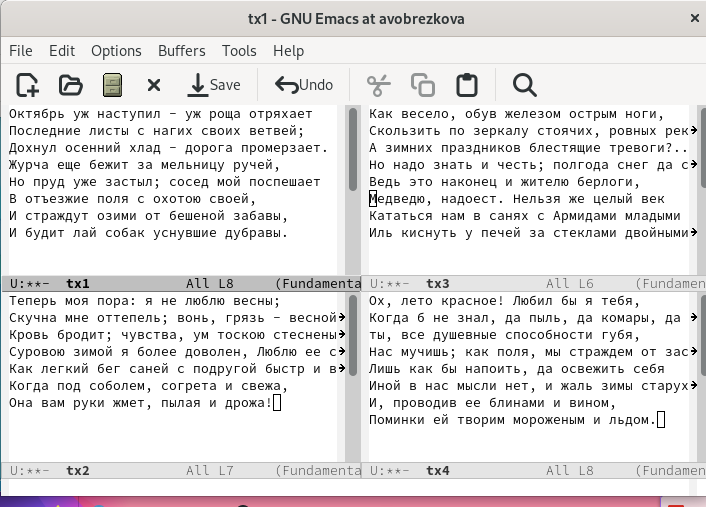 tx1 - GNU Emacs at avobrezkova
File Edit Options Buffers Tools Help
Save Undo
Октябрь уж наступил - уж роща отряхает
Последние листы с нагих своих ветвей;
Дохнул осенний хлад - дорога промерзает.
Журча еще бежит за мельницу ручей,
Но пруд уже застыл; сосед мой поспешает
В отъезжие поля с охотою своей,
И страждут озими от бешеной забавы,
И будит лай собак уснувшие дубравы.
U:**- tx1 All L8 (Fundamenta
Как весело, обув железом острым ноги,
Скользить по зеркалу стоячих, ровных рек
А зимних праздников блестящие тревоги?..
Но надо знать и честь; полгода снег да с
Ведь это наконец и жителю берлоги,
Медведю, надоест. Нельзя же целый век
Кататься нам в санях с Армидами младыми
Иль киснуть у печей за стеклами двойными
U:**- tx3 All L6 (Fundamen
Теперь моя пора: я не люблю весны;
Скучна мне оттепель; вонь, грязь - весной
Кровь бродит; чувства, ум тоскою стеснены
Суровою зимой я более доволен, Люблю ее с
Как легкий бег саней с подругой быстр и в
Когда под соболем, согрета и свежа,
Она вам руки жмет, пылая и дрожа!
U:**- tx2 All L7 (Fundamenta
Ох, лето красное! Любил бы я тебя,
Когда б не знал, да пыль, да комары, да
ты, все душевные способности губя,
Нас мучишь; как поля, мы страждем от зас
Лишь как бы напоить, да освежить себя
Иной в нас мысли нет, и жаль зимы старух
И, проводив ее блинами и вином,
Поминки ей творим мороженым и льдом.
U:**- tx4 All L8 (Fundamen